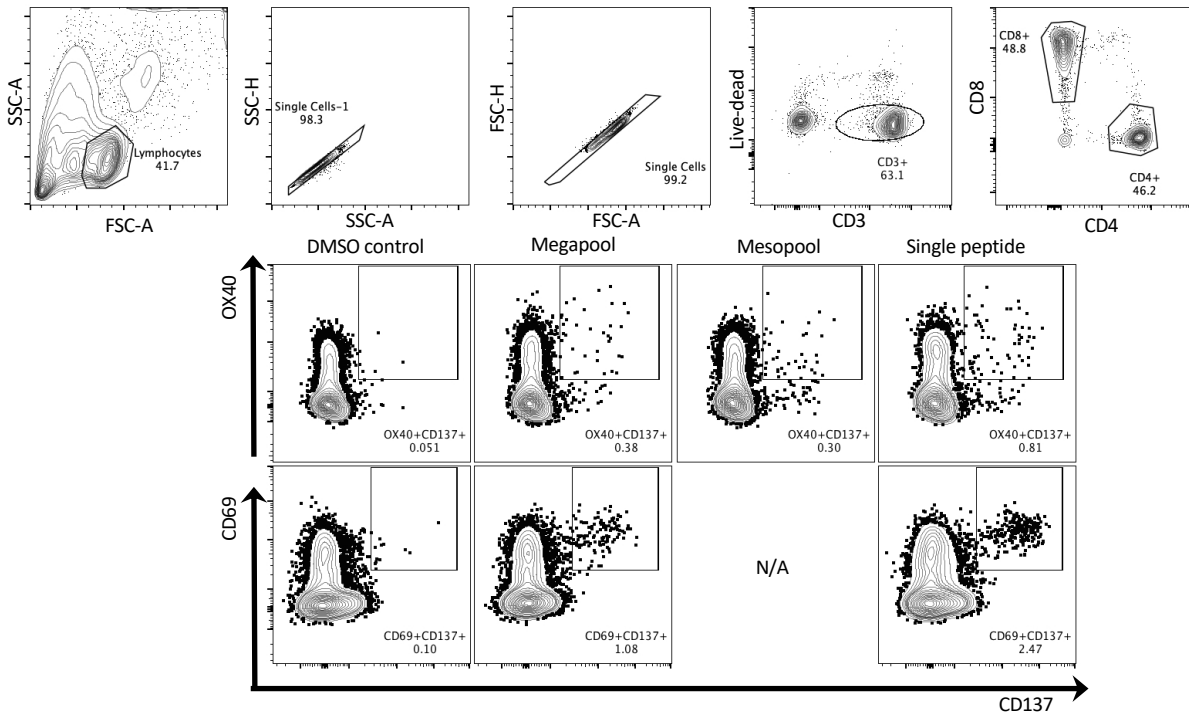 SSC-A
Lymphocytes
41.7
FSC-A
SSC-H
Single Cells-1
98.3
SSC-A
FSC-H
Single Cells
99.2
FSC-A
Live-dead
CD3+
63.1
CD3
CD8
CD8+
48.8
CD4+
46.2
CD4
DMSO control
Megapool
Mesopool
Single peptide
OX40
OX40+CD137+
0.051
OX40+CD137+
0.38
OX40+CD137+
0.30
OX40+CD137+
0.81
CD69
CD69+CD137+
0.10
CD69+CD137+
1.08
N/A
CD69+CD137+
2.47
CD137